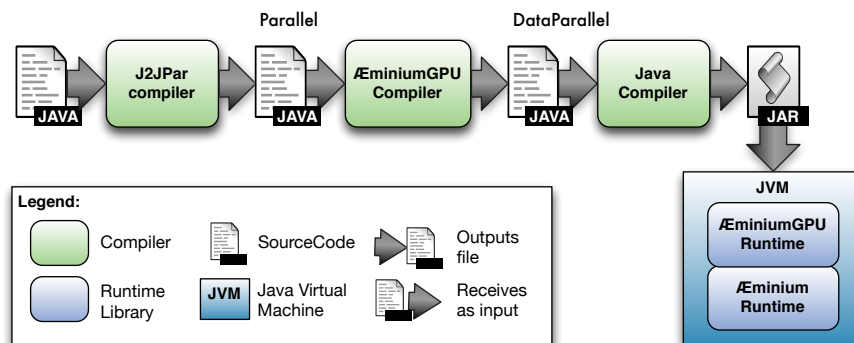 Parallel
DataParallel
J2JPar
compiler
ÆminiumGPU
Compiler
Java
Compiler
JAVA
JAVA
JAVA
JAR
JVM
ÆminiumGPU
Runtime
Æminium
Runtime
Legend:
Compiler
SourceCode
Outputs
file
Runtime
Library
JVM
Java Virtual
Machine
Receives
as input